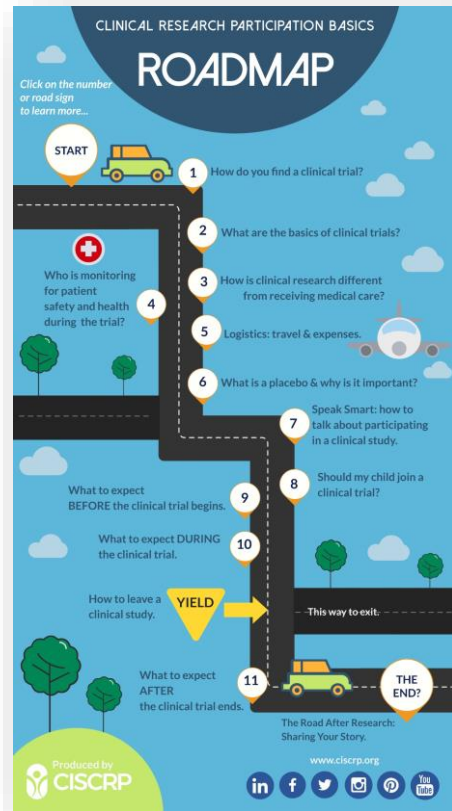 CLINICAL RESEARCH PARTICIPATION BASICS
ROADMAP
Click on the number
or road sign
to learn more...
START
1
How do you find a clinical trial?
2
What are the basics of clinical trials?
3
How is clinical research different
from receiving medical care?
Who is monitoring
for patient
safety and health
during the trial?
4
5
Logistics: travel & expenses.
6
What is a placebo & why is it important?
7
Speak Smart: how to
talk about participating
in a clinical study.
8
Should my child join a
clinical trial?
What to expect
BEFORE the clinical trial begins.
9
What to expect DURING
the clinical trial.
10
How to leave a
clinical study.
YIELD
This way to exit.
What to expect
AFTER
the clinical trial ends.
11
THE
END?
The Road After Research:
Sharing Your Story.
Produced by
CISCRP
www.ciscrp.org
in
f
You
Tube